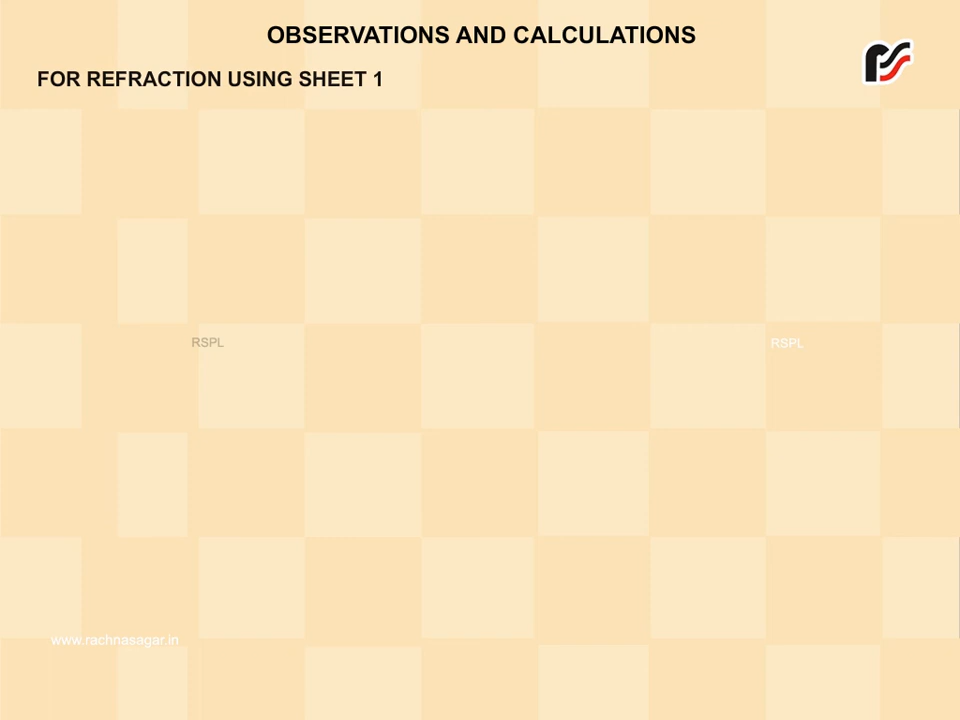 OBSERVATIONS AND CALCULATIONS
FOR REFRACTION USING SHEET 1
RSPL
RSPL
www.rachnasagar.in